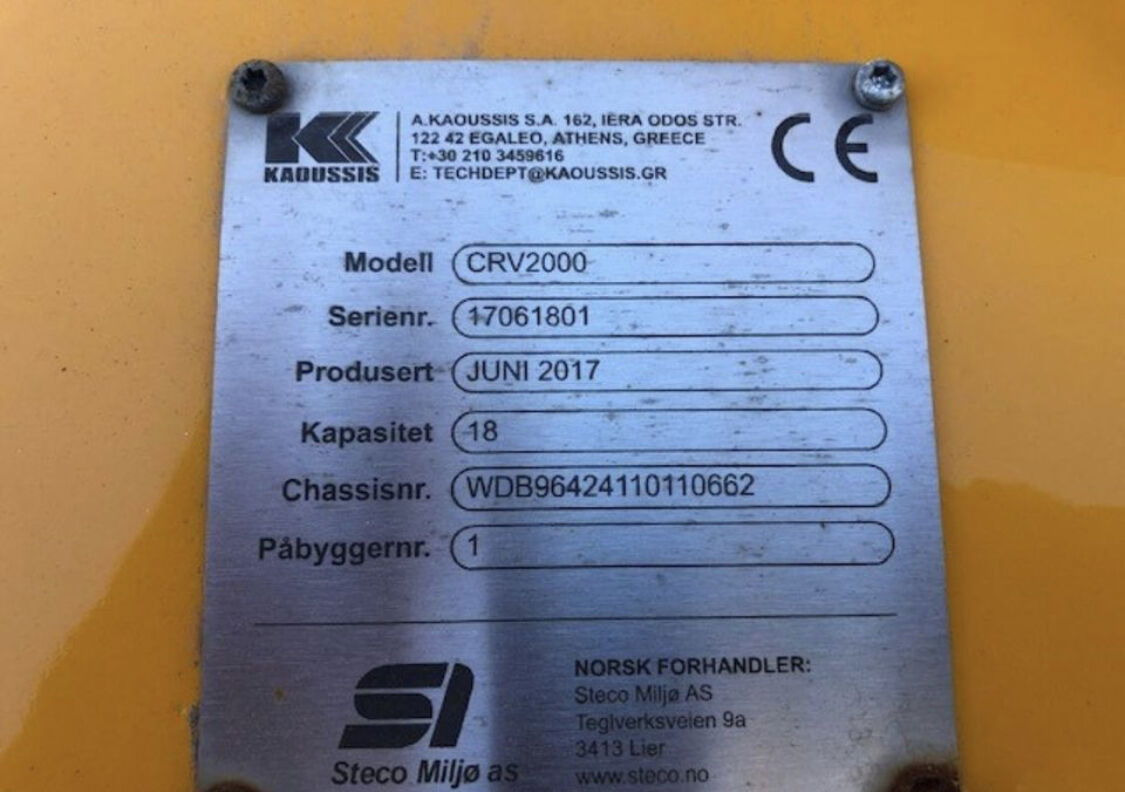 KAOUSSIS
A.KAOUSSIS S.A. 162, IERA ODOS STR.
122 42 EGALEO, ATHENS, GREECE
T:+30 210 3459616
E: TECHDEPT@KAOUSSIS.GR
CE
Modell CRV2000
Serienr. 17061801
Produsert JUNI 2017
Kapasitet 18
Chassisnr. WDB96424110110662
Påbyggernr. 1
Steco Miljø as
NORSK FORHANDLER:
Steco Miljø AS
Teglverksveien 9a
3413 Lier
www.steco.no